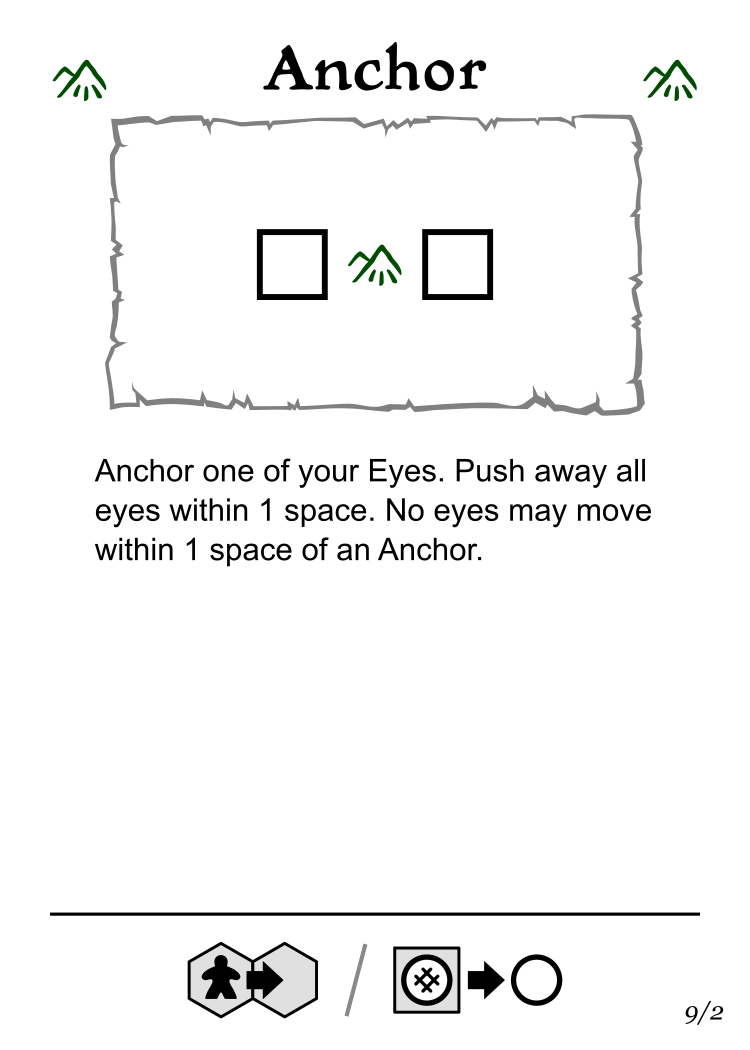 Anchor
Anchor one of your Eyes. Push away all
eyes within 1 space. No eyes may move
within 1 space of an Anchor.
9/2